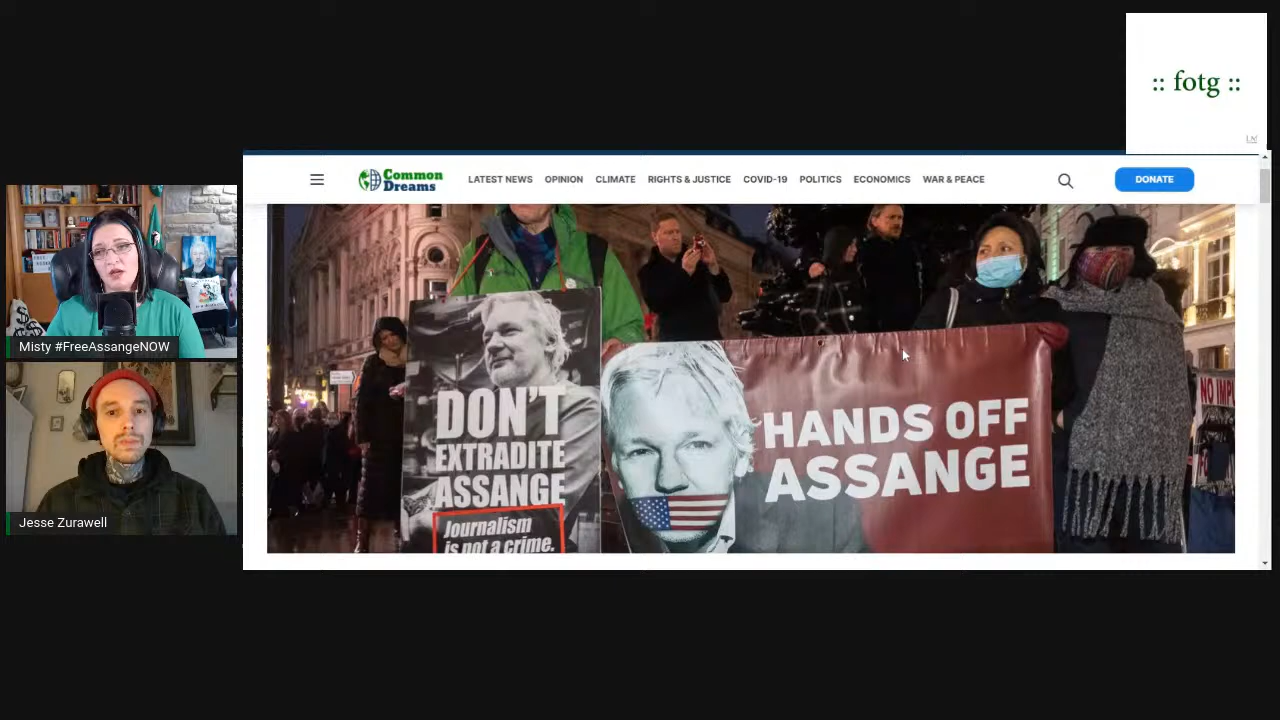 :: fotg ::
Common
Dreams
LATEST NEWS OPINION CLIMATE RIGHTS & JUSTICE COVID-19 POLITICS ECONOMICS WAR & PEACE
DONATE
DON'T
EXTRADITE
ASSANGE
Journalism
is not a crime.
HANDS OFF
ASSANGE
NO IMP
Misty #FreeAssangeNOW
Jesse Zurawell